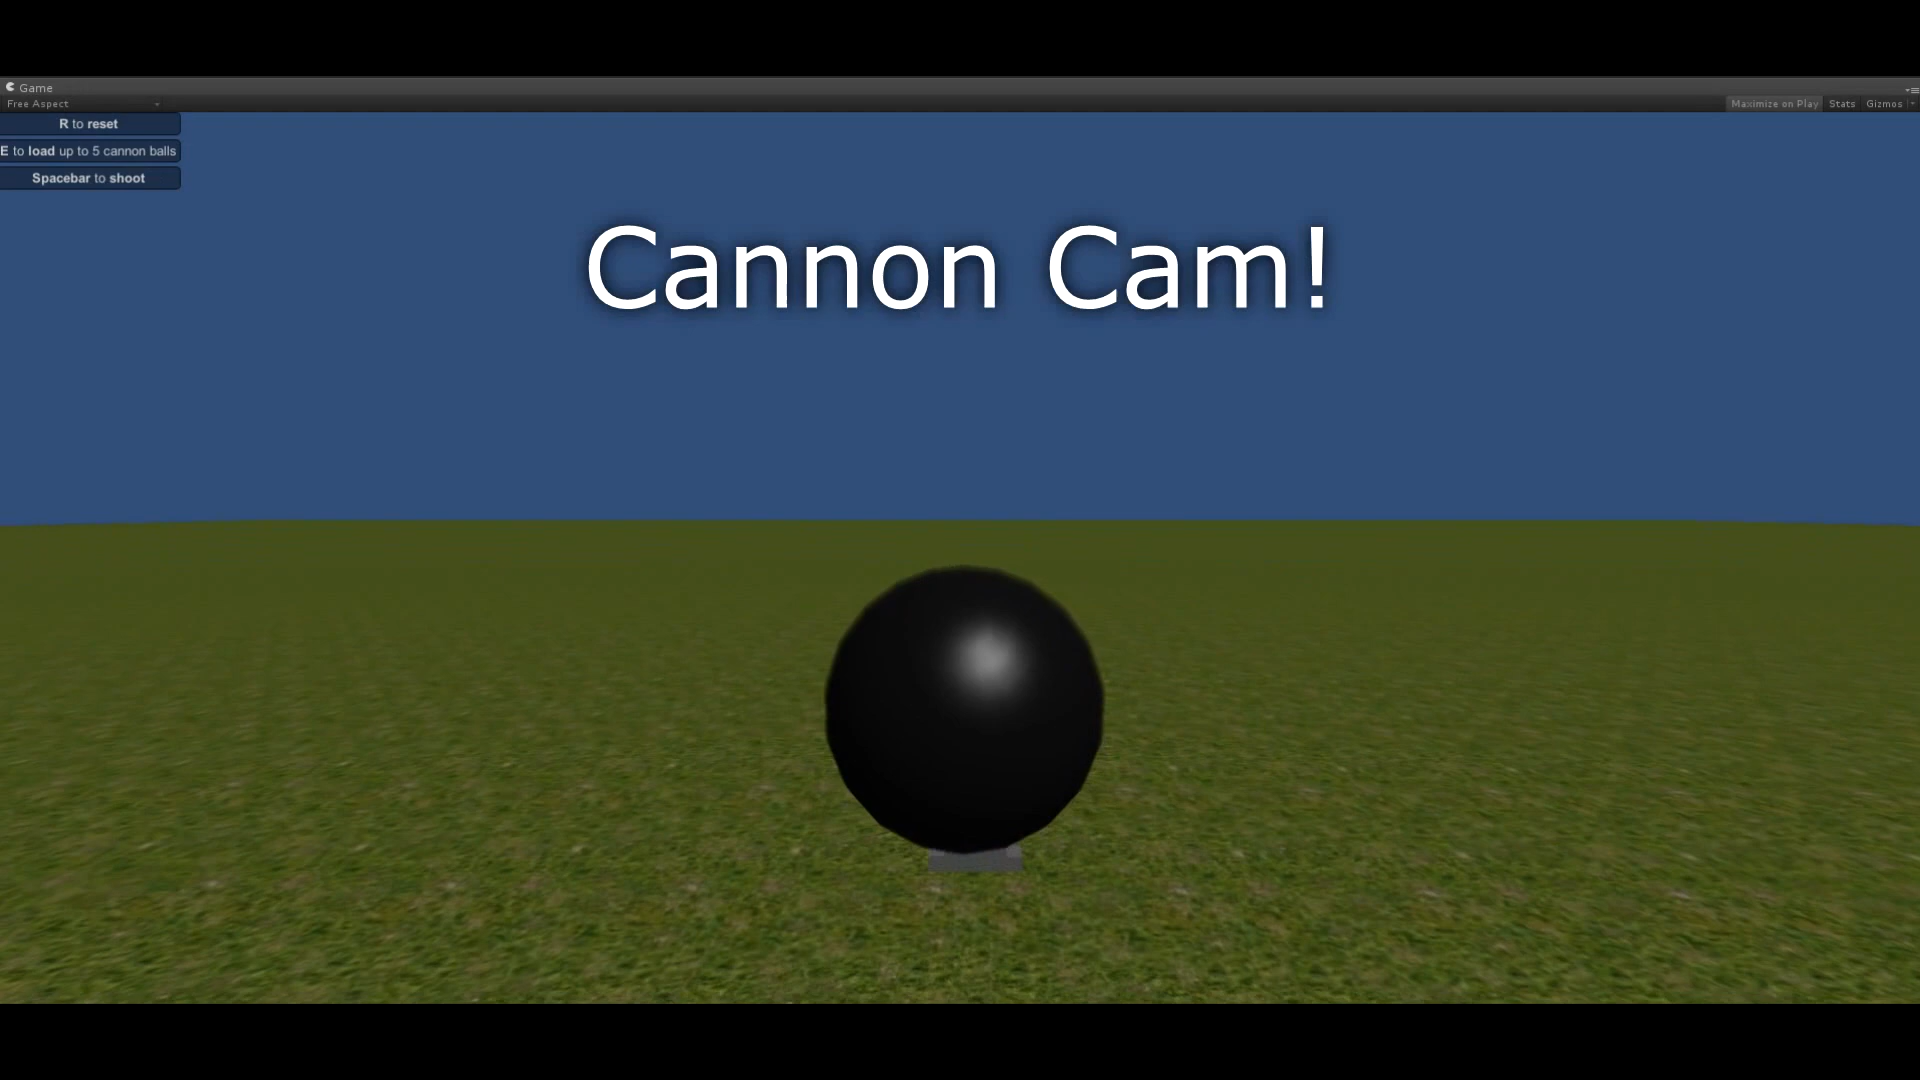 Game
Free Aspect
Maximize on Play Stats Gizmos
R to reset
E to load up to 5 cannon balls
Spacebar to shoot
Cannon Cam!